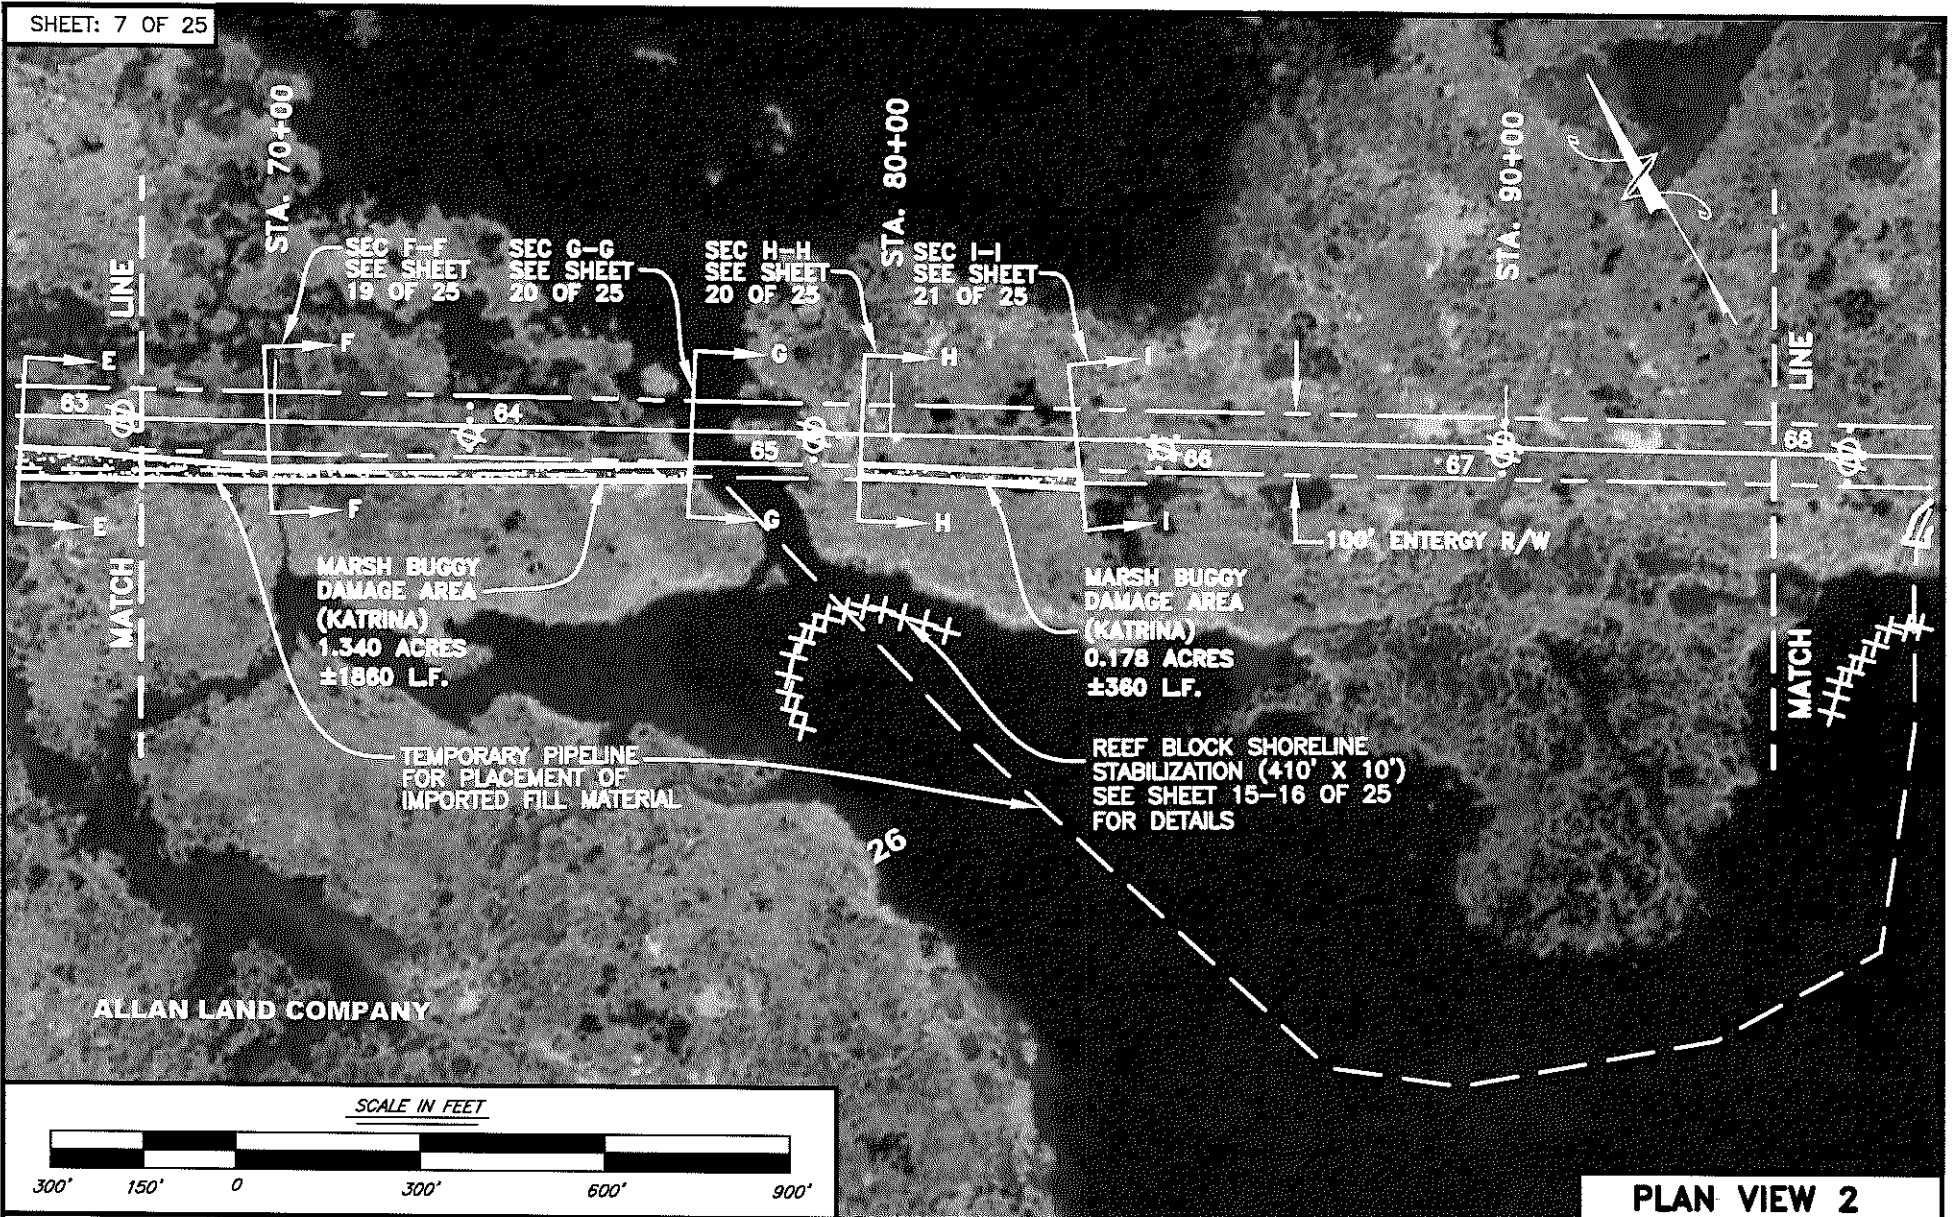 SHEET: 7 OF 25
STA. 70+00
STA. 80+00
STA. 90+00
MATCH LINE
SEC F-F
SEE SHEET
19 OF 25
SEC G-G
SEE SHEET
20 OF 25
SEC H-H
SEE SHEET
20 OF 25
SEC I-I
SEE SHEET
21 OF 25
MATCH LINE
E
F
G
H
I
63
64
65
66
67
68
E
F
G
H
I
100' ENTERGY R/W
MARSH BUGGY
DAMAGE AREA
(KATRINA)
1.340 ACRES
±1860 L.F.
MARSH BUGGY
DAMAGE AREA
(KATRINA)
0.178 ACRES
±360 L.F.
TEMPORARY PIPELINE
FOR PLACEMENT OF
IMPORTED FILL MATERIAL
REEF BLOCK SHORELINE
STABILIZATION (410' X 10')
SEE SHEET 15-16 OF 25
FOR DETAILS
26
ALLAN LAND COMPANY
SCALE IN FEET
300' 150' 0 300' 600' 900'
PLAN VIEW 2